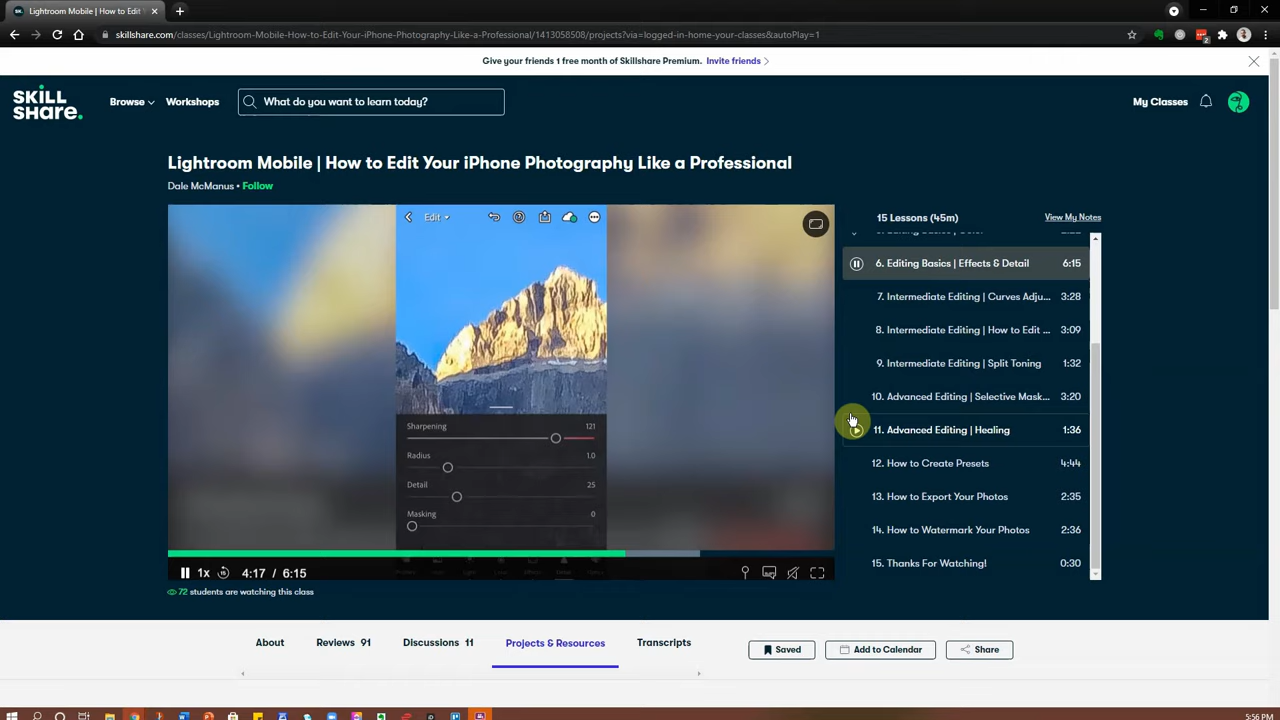 Lightroom Mobile | How to Edit Y
skillshare.com/classes/Lightroom-Mobile-How-to-Edit-Your-iPhone-Photography-Like-a-Professional/1413058508/projects?via=logged-in-home-your-classes&autoPlay=1
Give your friends 1 free month of Skillshare Premium. Invite friends
SKILL
SHARE.
Browse
Workshops
What do you want to learn today?
My Classes
Lightroom Mobile | How to Edit Your iPhone Photography Like a Professional
Dale McManus • Follow
Edit
Sharpening 121
Radius 1.0
Detail 25
Masking 0
1x 4:17 / 6:15
72 students are watching this class
15 Lessons (45m)
View My Notes
6. Editing Basics | Effects & Detail 6:15
7. Intermediate Editing | Curves Adju... 3:28
8. Intermediate Editing | How to Edit ... 3:09
9. Intermediate Editing | Split Toning 1:32
10. Advanced Editing | Selective Mask... 3:20
11. Advanced Editing | Healing 1:36
12. How to Create Presets 4:44
13. How to Export Your Photos 2:35
14. How to Watermark Your Photos 2:36
15. Thanks For Watching! 0:30
About
Reviews 91
Discussions 11
Projects & Resources
Transcripts
Saved
Add to Calendar
Share
5:56 PM